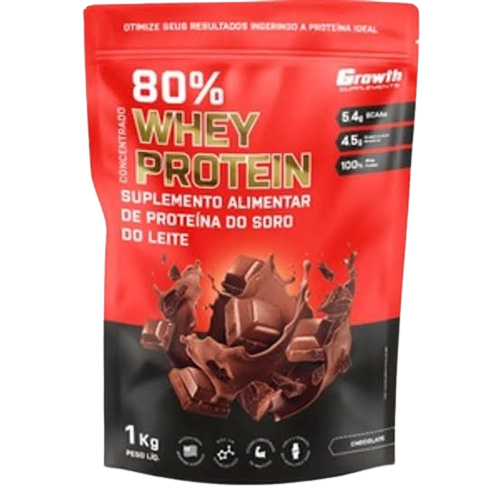 OTIMIZE SEUS RESULTADOS INGERINDO A PROTEÍNA IDEAL
80%
CONCENTRADO
WHEY
PROTEIN
SUPLEMENTO ALIMENTAR
DE PROTEÍNA DO SORO
DO LEITE
Growth
SUPPLEMENTS
5.4g BCAAs
4.5g
100%
1Kg
PESO LÍQ.
CHOCOLATE